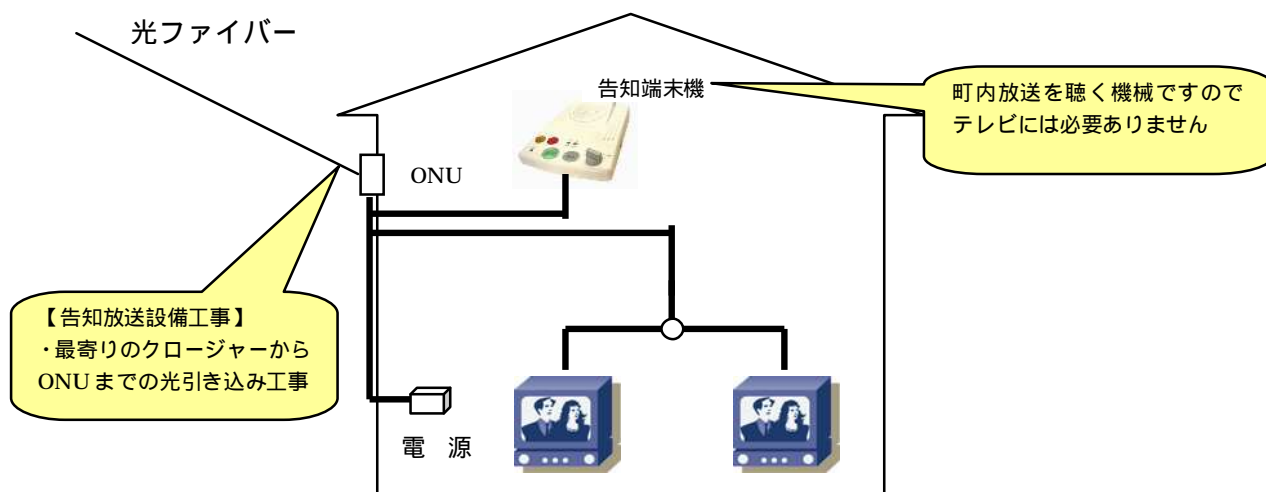 光ファイバー
告知端末機
町内放送を聴く機械ですので
テレビには必要ありません
ONU
【告知放送設備工事】
・最寄りのクロージャーから
ONUまでの光引き込み工事
電　源